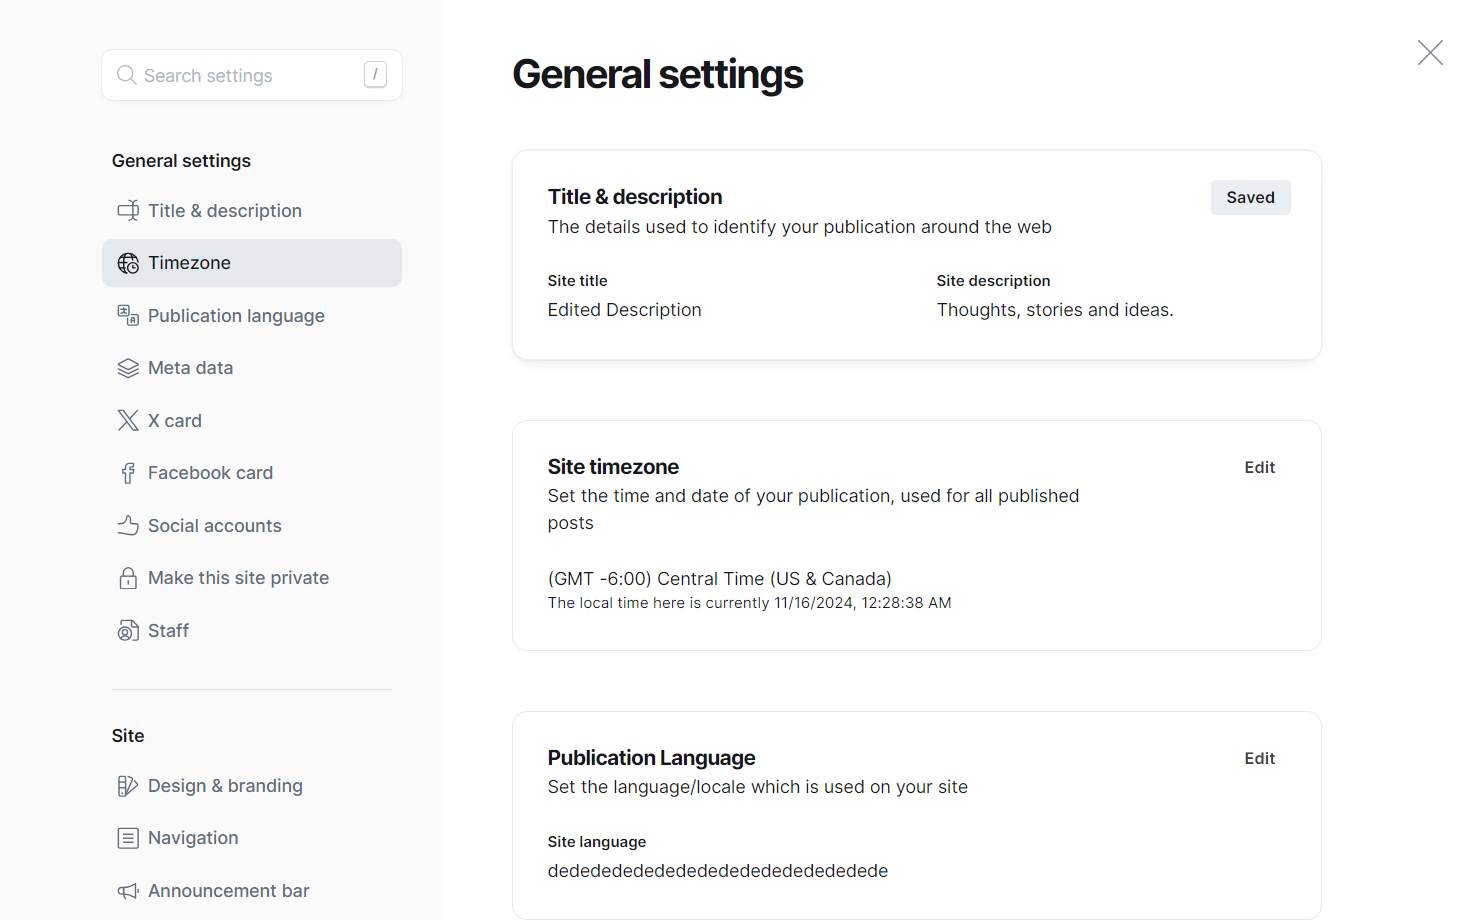 Search settings
/
General settings
Title & description
Timezone
Publication language
Meta data
X card
Facebook card
Social accounts
Make this site private
Staff
Site
Design & branding
Navigation
Announcement bar
General settings
Title & description
Saved
The details used to identify your publication around the web
Site title
Edited Description
Site description
Thoughts, stories and ideas.
Site timezone
Edit
Set the time and date of your publication, used for all published
posts
(GMT -6:00) Central Time (US & Canada)
The local time here is currently 11/16/2024, 12:28:38 AM
Publication Language
Edit
Set the language/locale which is used on your site
Site language
dededededededededededededededede